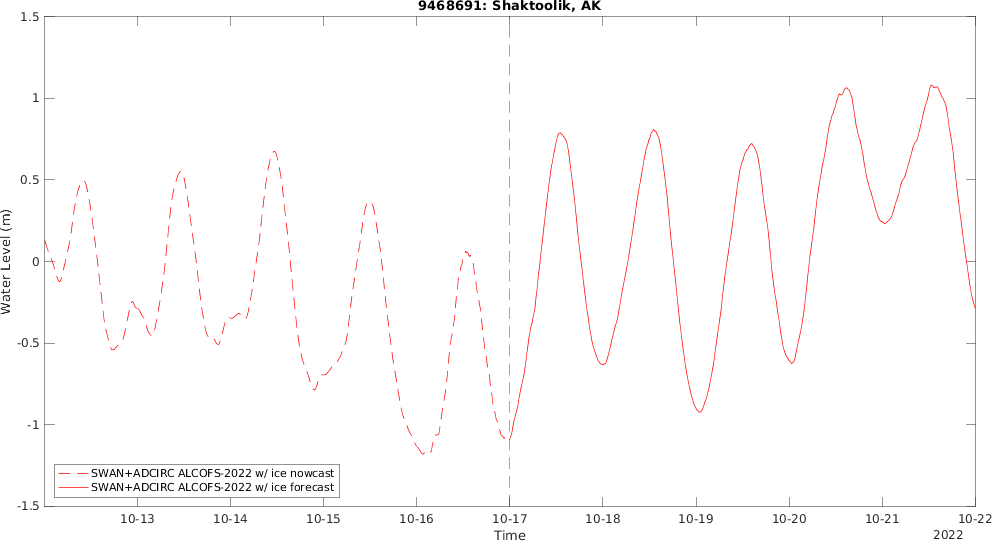 9468691: Shaktoolik, AK
1.5
1
0.5
0
-0.5
-1
-1.5
Water Level (m)
SWAN+ADCIRC ALCOFS-2022 w/ ice nowcast
SWAN+ADCIRC ALCOFS-2022 w/ ice forecast
10-13 10-14 10-15 10-16 10-17 10-18 10-19 10-20 10-21 10-22
Time
2022